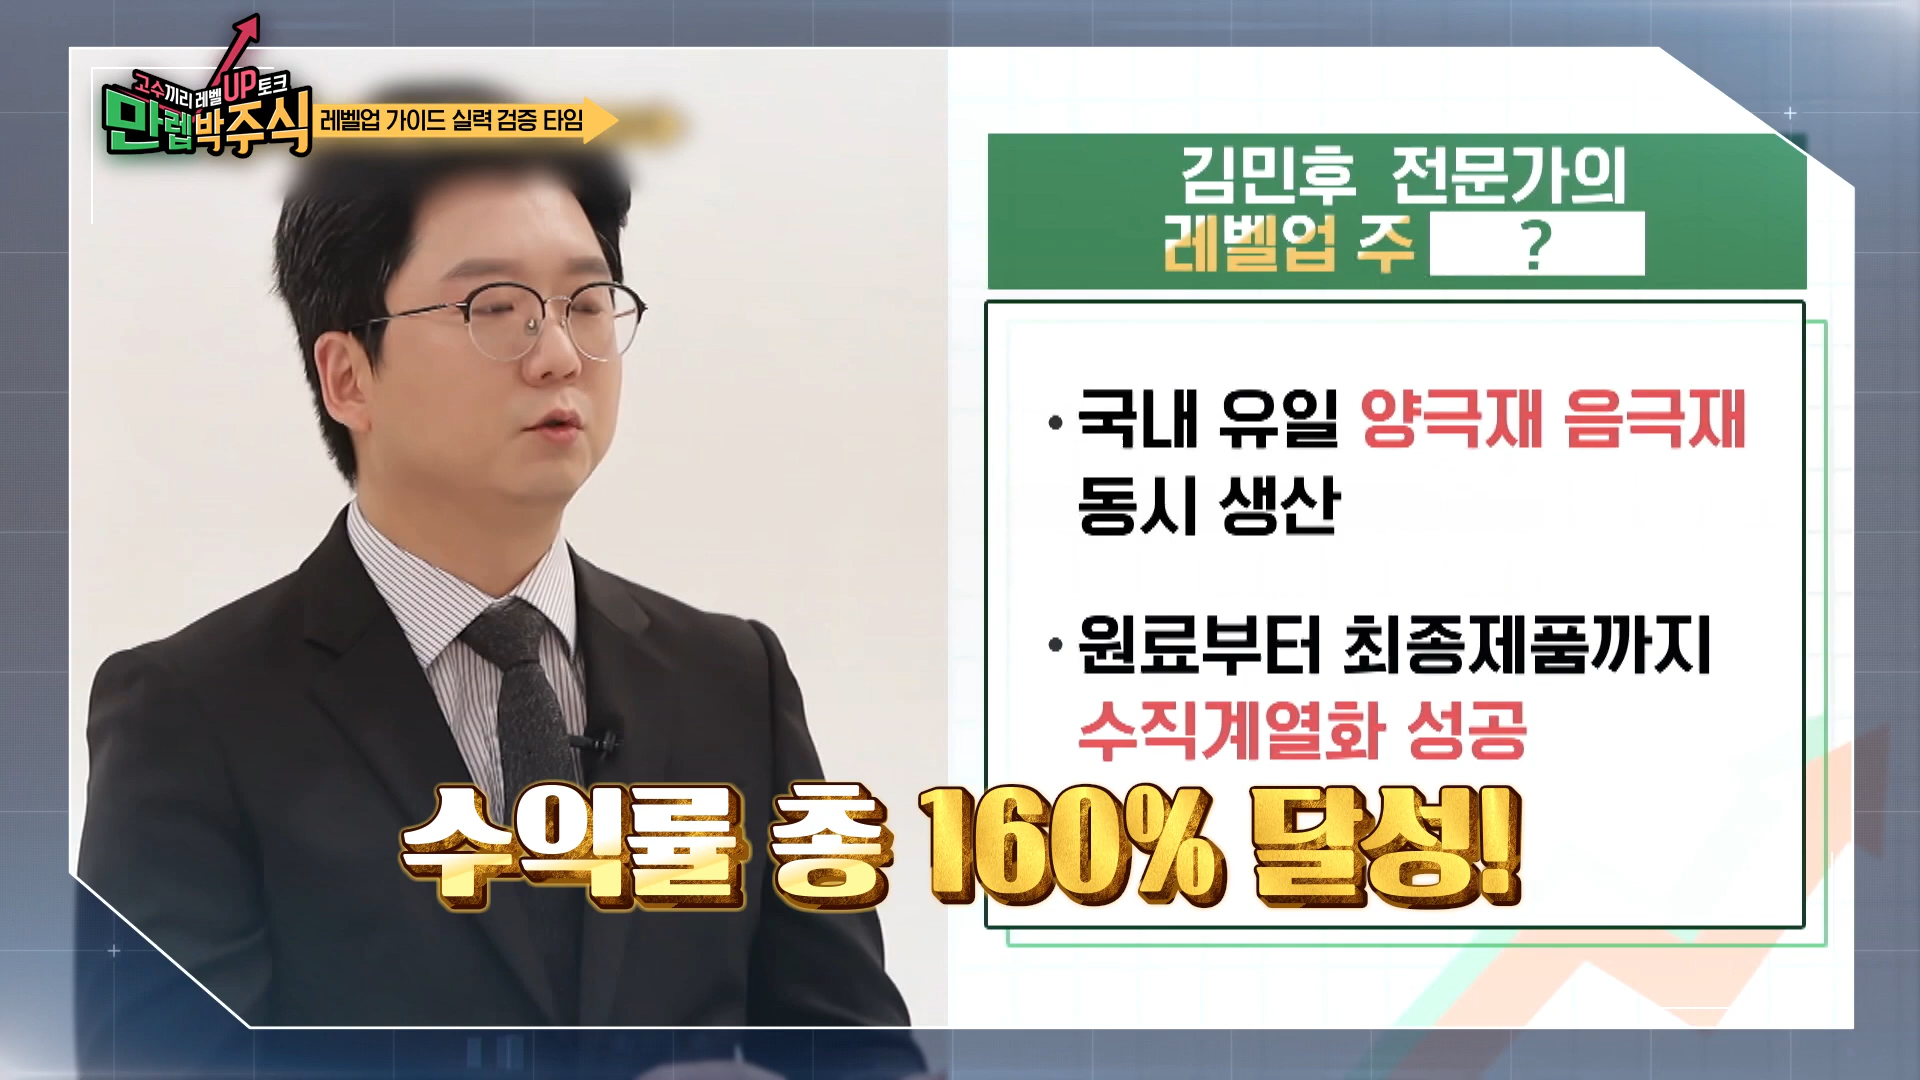 고수끼리 레벨UP토크
만렙박주식
레벨업 가이드 실력 검증 타임
김민후 전문가의
레벨업 주 ?
• 국내 유일 양극재 음극재
동시 생산
• 원료부터 최종제품까지
수직계열화 성공
수익률 총 160% 달성!